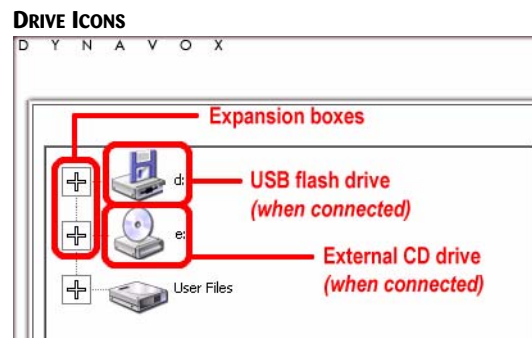 DRIVE ICONS
D Y N A V O X
Expansion boxes
d:
USB flash drive
(when connected)
e:
External CD drive
(when connected)
User Files